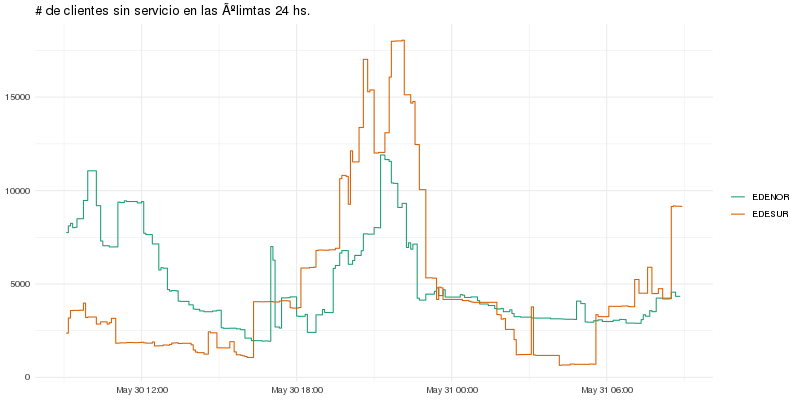 # de clientes sin servicio en las Ãºlimtas 24 hs.
15000
10000
5000
0
May 30 12:00
May 30 18:00
May 31 00:00
May 31 06:00
EDENOR
EDESUR